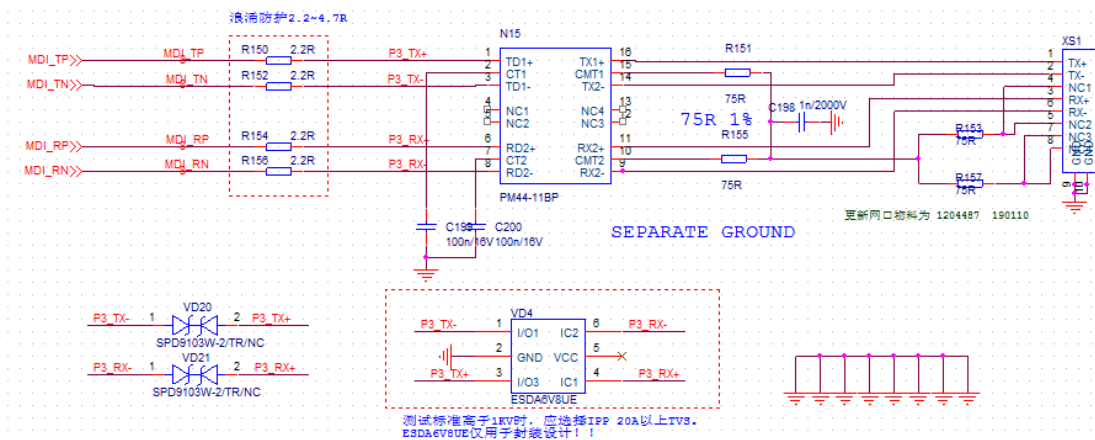 浪涌防护2.2~4.7R
N15
XS1
MDI_TP
MDI_TP
R150
2.2R
P3_TX+
1
TD1+
TX1+
16
R151
1
TX+
2
CT1
CMT1
15
2
TX-
MDI_TN
MDI_TN
R152
2.2R
P3_TX-
3
TD1-
TX2-
14
75R
3
NC1
4
NC1
NC4
13
C198
1n/2000V
6
RX+
NC2
NC3
12
75R 1%
RX-
MDI_RP
MDI_RP
R154
2.2R
P3_RX+
6
RD2+
RX2+
11
R155
R153
5
NC2
7
CT2
CMT2
10
75R
7
NC3
MDI_RN
MDI_RN
R156
2.2R
P3_RX-
8
RD2-
RX2-
9
8
75R
R157
75R
PM44-11BP
9
10
更新网口物料为 1204487 190110
C199
C200
100n/16V
100n/16V
SEPARATE GROUND
VD20
VD4
P3_TX-
1
2
P3_TX+
P3_TX-
1
I/O1
IC2
6
P3_RX-
SPD9103W-2/TR/NC
2
GND
VCC
5
VD21
P3_RX-
1
2
P3_RX+
P3_TX+
3
I/O3
IC1
4
P3_RX+
SPD9103W-2/TR/NC
ESDA6V8UE
测试标准高于1KV时, 应选择IPP 20A以上TVS.
ESDA6V8UE仅用于封装设计！！